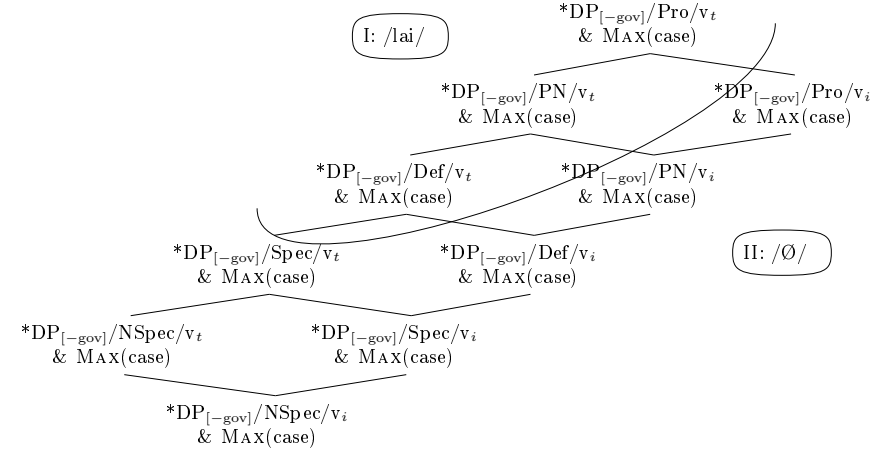 *DP[−gov]/Pro/vt
& MAX(case)
I: /lai/
*DP[−gov]/PN/vt
& MAX(case)
*DP[−gov]/Pro/vi
& MAX(case)
*DP[−gov]/Def/vt
& MAX(case)
*DP[−gov]/PN/vi
& MAX(case)
*DP[−gov]/Spec/vt
& MAX(case)
*DP[−gov]/Def/vi
& MAX(case)
II: /Ø/
*DP[−gov]/NSpec/vt
& MAX(case)
*DP[−gov]/Spec/vi
& MAX(case)
*DP[−gov]/NSpec/vi
& MAX(case)